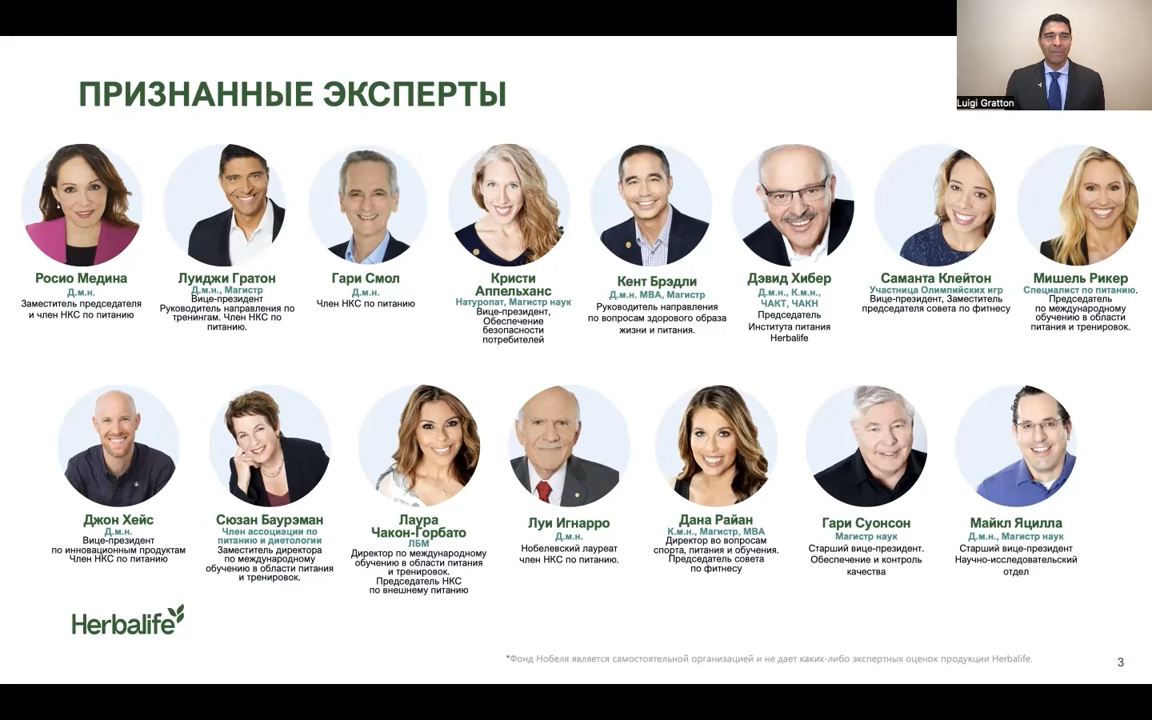 Luigi Gratton
ПРИЗНАННЫЕ ЭКСПЕРТЫ
Росио Медина
Д.м.н.
Заместитель председателя
и член НКС по питанию
Луиджи Гратон
Д.м.н., Магистр
Вице-президент
Руководитель направления по
тренингам. Член НКС по
питанию.
Гари Смол
Д.м.н.
Член НКС по питанию
Кристи
Аппельханс
Натуропат, Магистр наук
Вице-президент,
Обеспечение
безопасности
потребителей
Кент Брэдли
Д.м.н. MBA, Магистр
Руководитель направления
по вопросам здорового образа
жизни и питания.
Дэвид Хибер
Д.м.н., К.м.н.,
ЧАКТ, ЧАКН
Председатель
Института питания
Herbalife
Саманта Клейтон
Участница Олимпийских игр
Вице-президент, Заместитель
председателя совета по фитнесу
Мишель Рикер
Специалист по питанию.
Председатель
по международному
обучению в области
питания и тренировок.
Джон Хейс
Д.м.н.
Вице-президент
по инновационным продуктам
Член НКС по питанию
Сюзан Баурэман
Член ассоциации по
питанию и диетологии
Заместитель директора
по международному
обучению в области питания
и тренировок.
Лаура
Чакон-Горбато
ЛБМ
Директор по международному
обучению в области питания
и тренировок.
Председатель НКС
по внешнему питанию
Луи Игнарро
Д.м.н.
Нобелевский лауреат
член НКС по питанию.
Дана Райан
К.м.н., Магистр, MBA
Директор во вопросам
спорта, питания и обучения.
Председатель совета
по фитнесу
Гари Суонсон
Магистр наук
Старший вице-президент.
Обеспечение и контроль
качества
Майкл Яцилла
Д.м.н., Магистр наук
Старший вице-президент
Научно-исследовательский
отдел
Herbalife
*Фонд Нобеля является самостоятельной организацией и не дает каких-либо экспертных оценок продукции Herbalife.
3